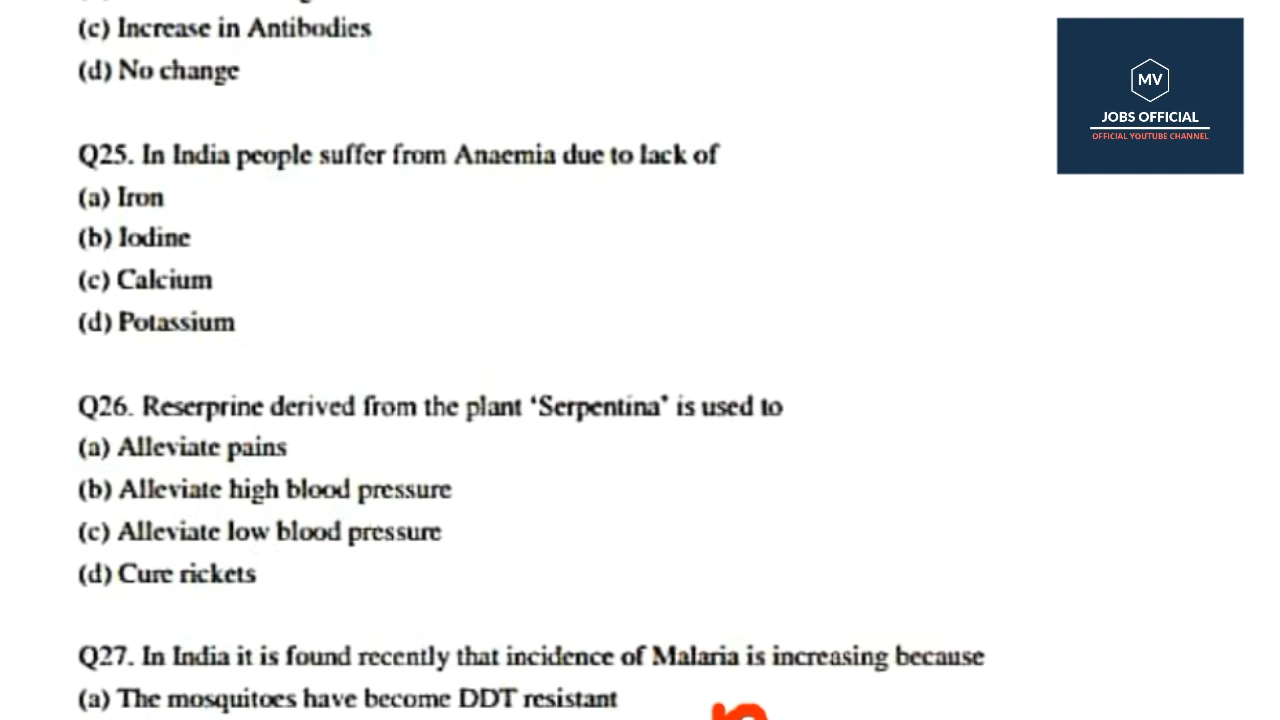 (c) Increase in Antibodies
(d) No change
MV
JOBS OFFICIAL
OFFICIAL YOUTUBE CHANNEL
Q25. In India people suffer from Anaemia due to lack of
(a) Iron
(b) Iodine
(c) Calcium
(d) Potassium
Q26. Reserprine derived from the plant ‘Serpentina’ is used to
(a) Alleviate pains
(b) Alleviate high blood pressure
(c) Alleviate low blood pressure
(d) Cure rickets
Q27. In India it is found recently that incidence of Malaria is increasing because
(a) The mosquitoes have become DDT resistant